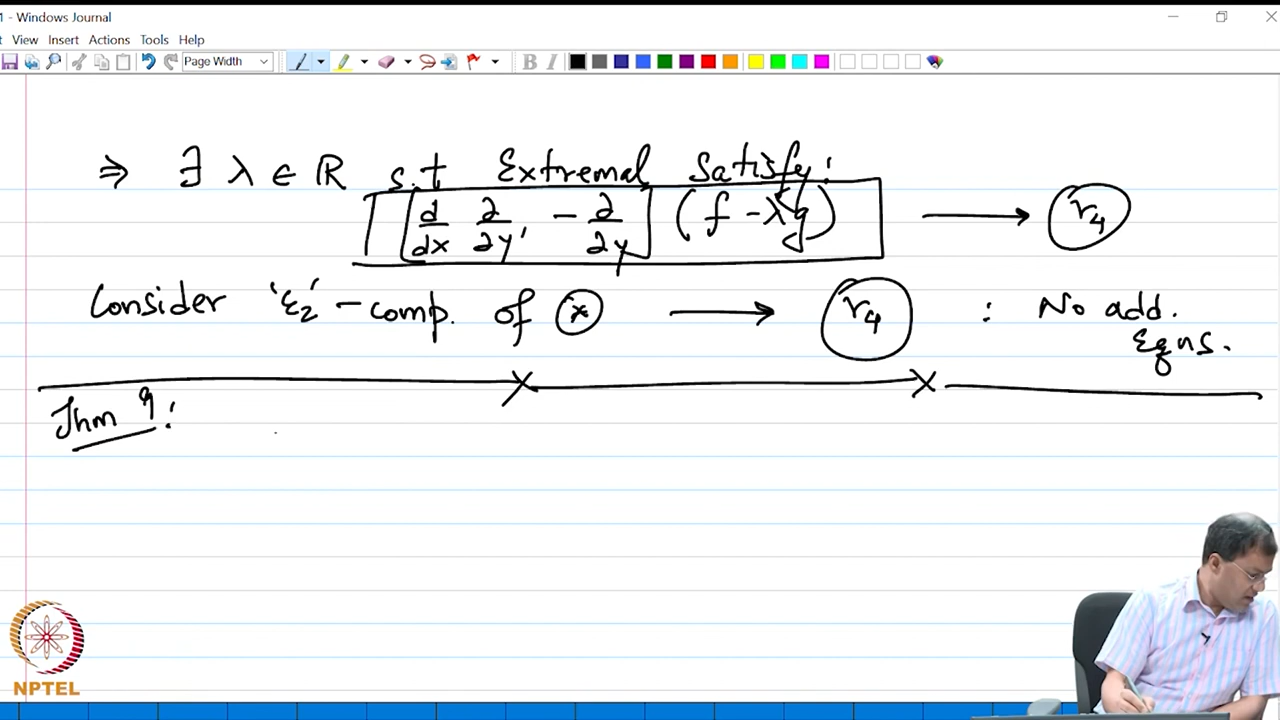 1 - Windows Journal
t View Insert Actions Tools Help
Page Width
B I U
⇒ ∃ λ ∈ ℝ s.t Extremal Satisfy:
[d/dx ∂/∂y' - ∂/∂y] (f - λg) → r4
Consider 'ε2' - comp. of * → r4 : No add.
Eqns.
Thm 9:
NPTEL